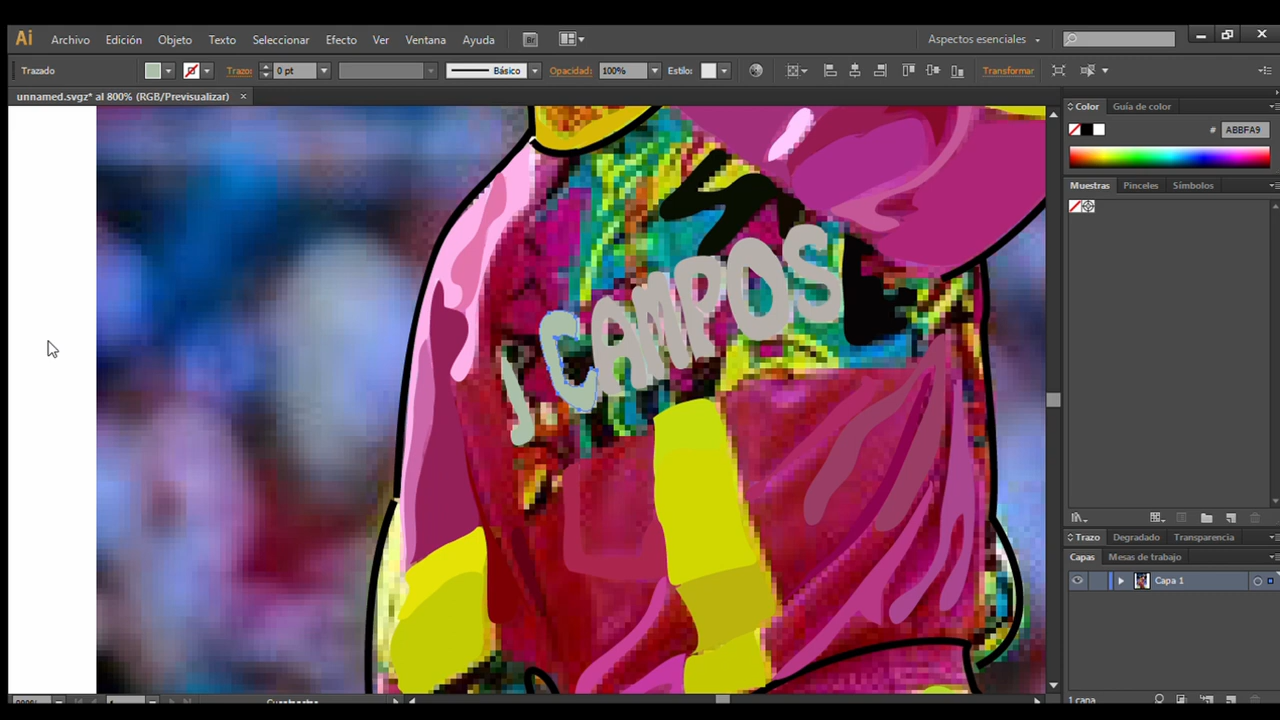 Ai Archivo Edición Objeto Texto Seleccionar Efecto Ver Ventana Ayuda Br Aspectos esenciales
Trazado Trazo: 0 pt Básico Opacidad: 100% Estilo: Transformar
unnamed.svgz* al 800% (RGB/Previsualizar) ×
Color Guía de color
# ABBFA9
Muestras Pinceles Símbolos
J. CAMPOS
Trazo Degradado Transparencia
Capas Mesas de trabajo
Capa 1
1 capa